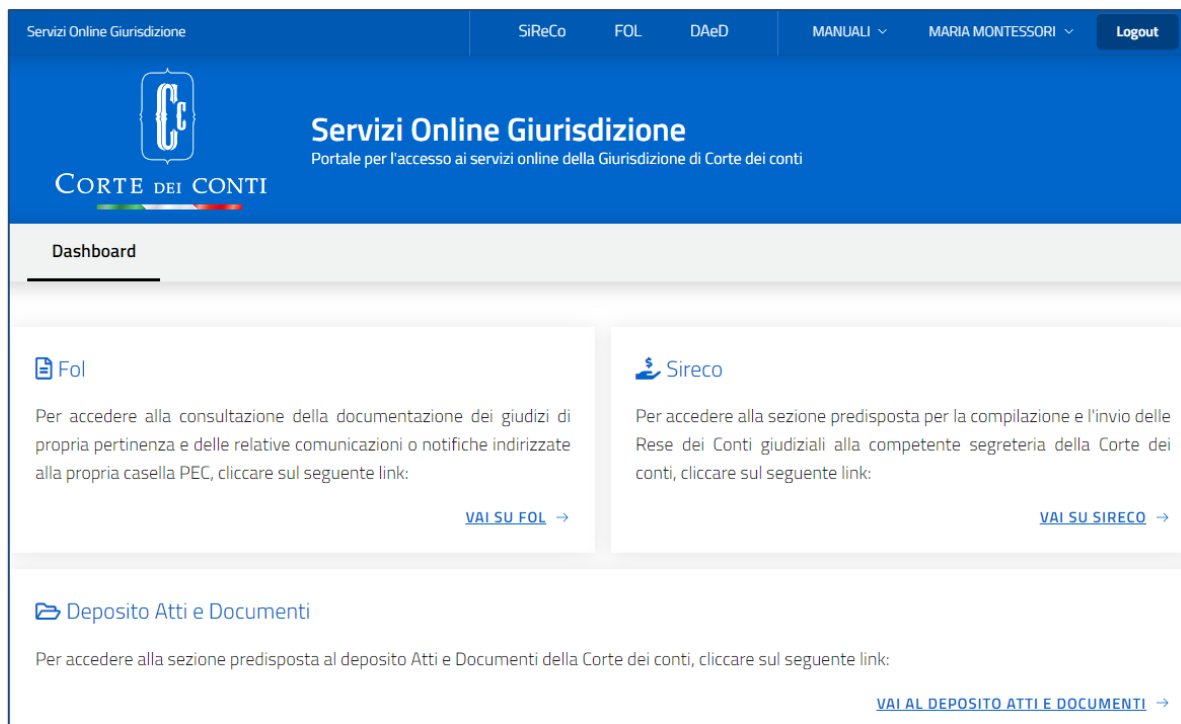 Servizi Online Giurisdizione
SiReCo
FOL
DAeD
MANUALI
MARIA MONTESSORI
Logout
CC
CORTE DEI CONTI
Servizi Online Giurisdizione
Portale per l'accesso ai servizi online della Giurisdizione di Corte dei conti
Dashboard
Fol
Per accedere alla consultazione della documentazione dei giudizi di
propria pertinenza e delle relative comunicazioni o notifiche indirizzate
alla propria casella PEC, cliccare sul seguente link:
VAI SU FOL →
Sireco
Per accedere alla sezione predisposta per la compilazione e l'invio delle
Rese dei Conti giudiziali alla competente segreteria della Corte dei
conti, cliccare sul seguente link:
VAI SU SIRECO →
Deposito Atti e Documenti
Per accedere alla sezione predisposta al deposito Atti e Documenti della Corte dei conti, cliccare sul seguente link:
VAI AL DEPOSITO ATTI E DOCUMENTI →